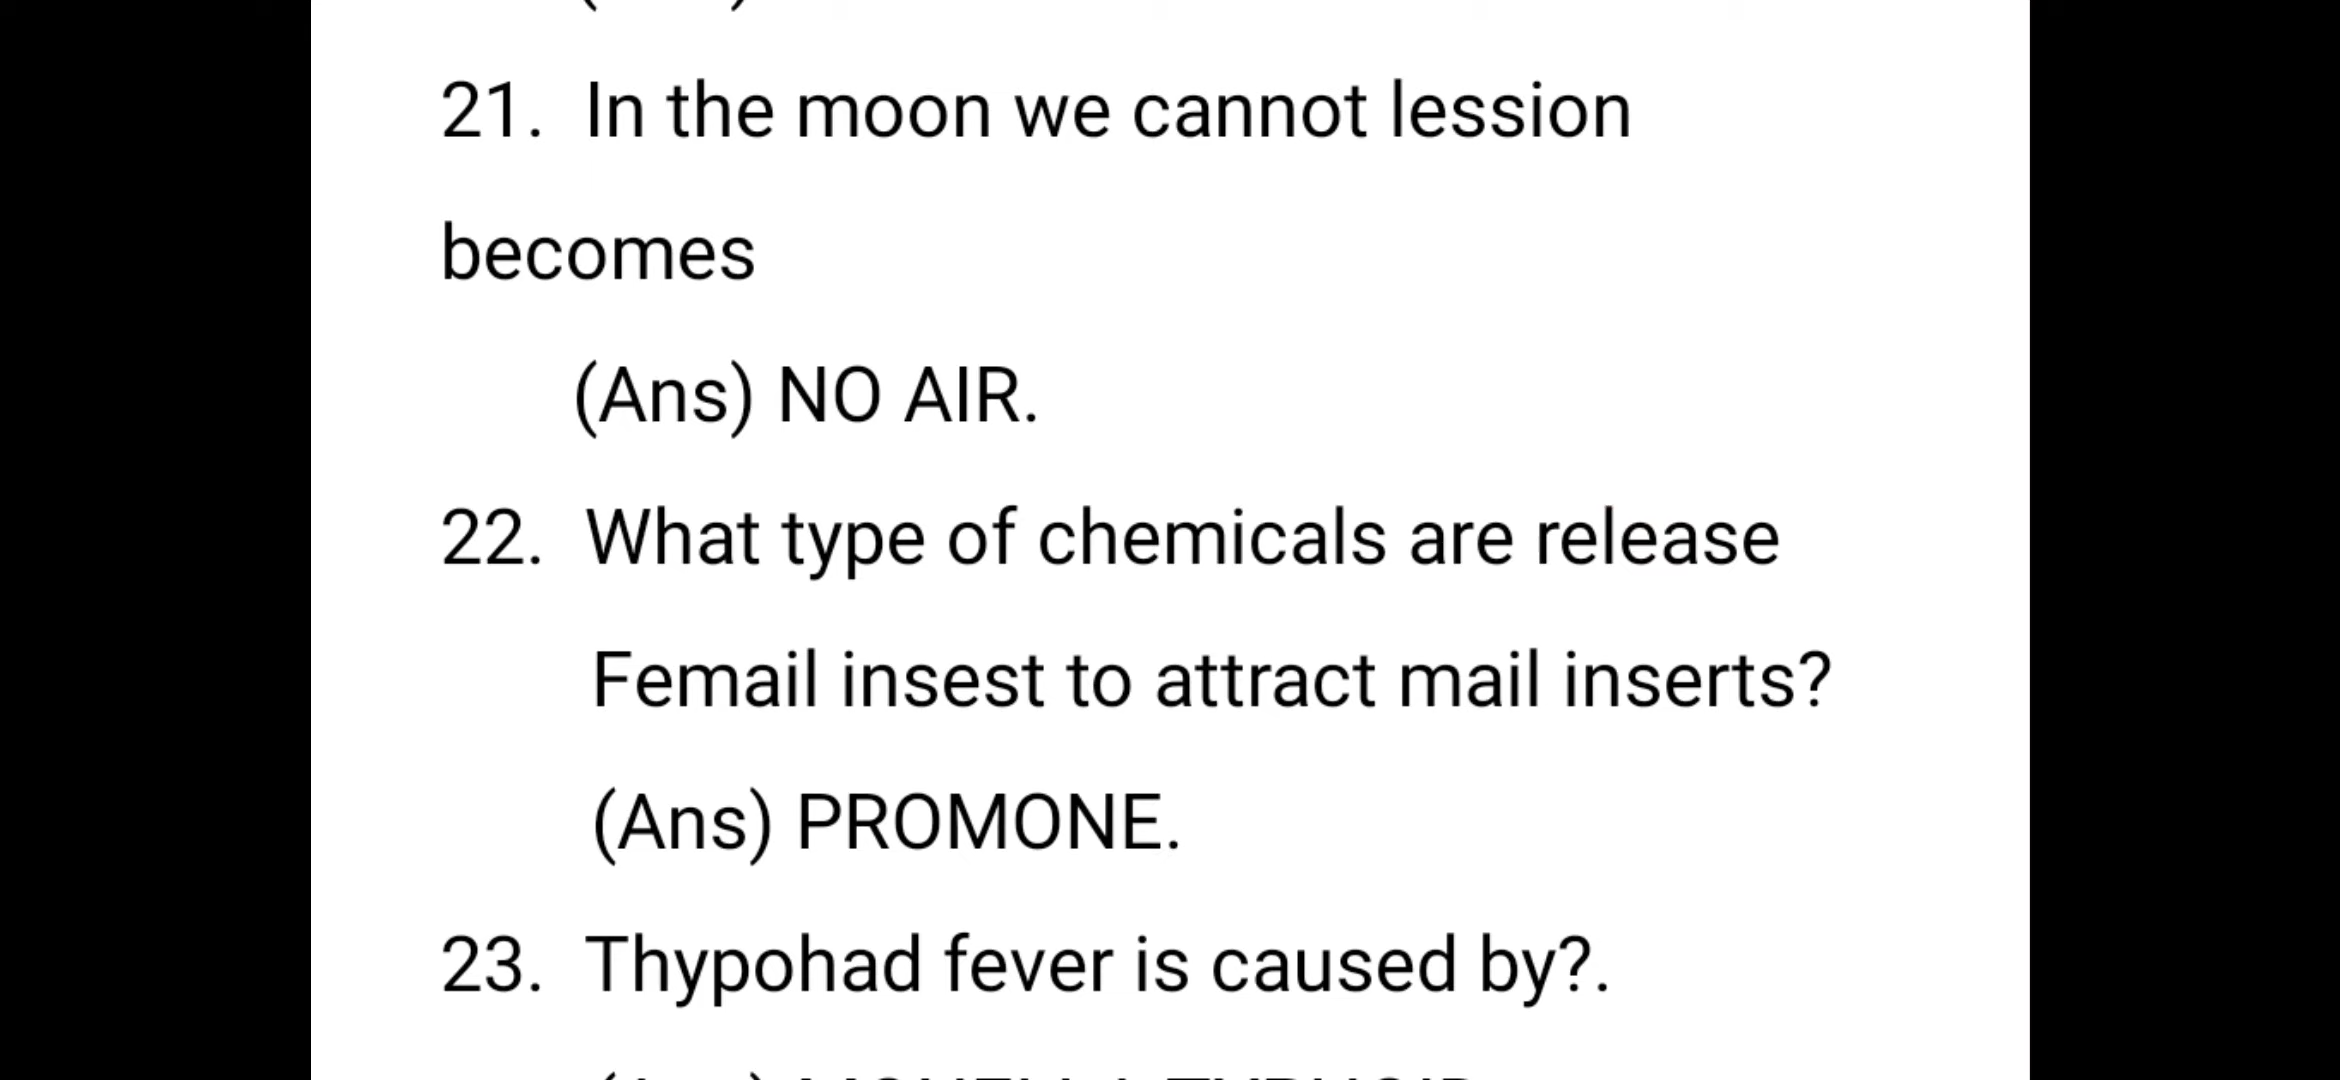 21. In the moon we cannot lession
becomes
(Ans) NO AIR.
22. What type of chemicals are release
Femail insest to attract mail inserts?
(Ans) PROMONE.
23. Thypohad fever is caused by?.